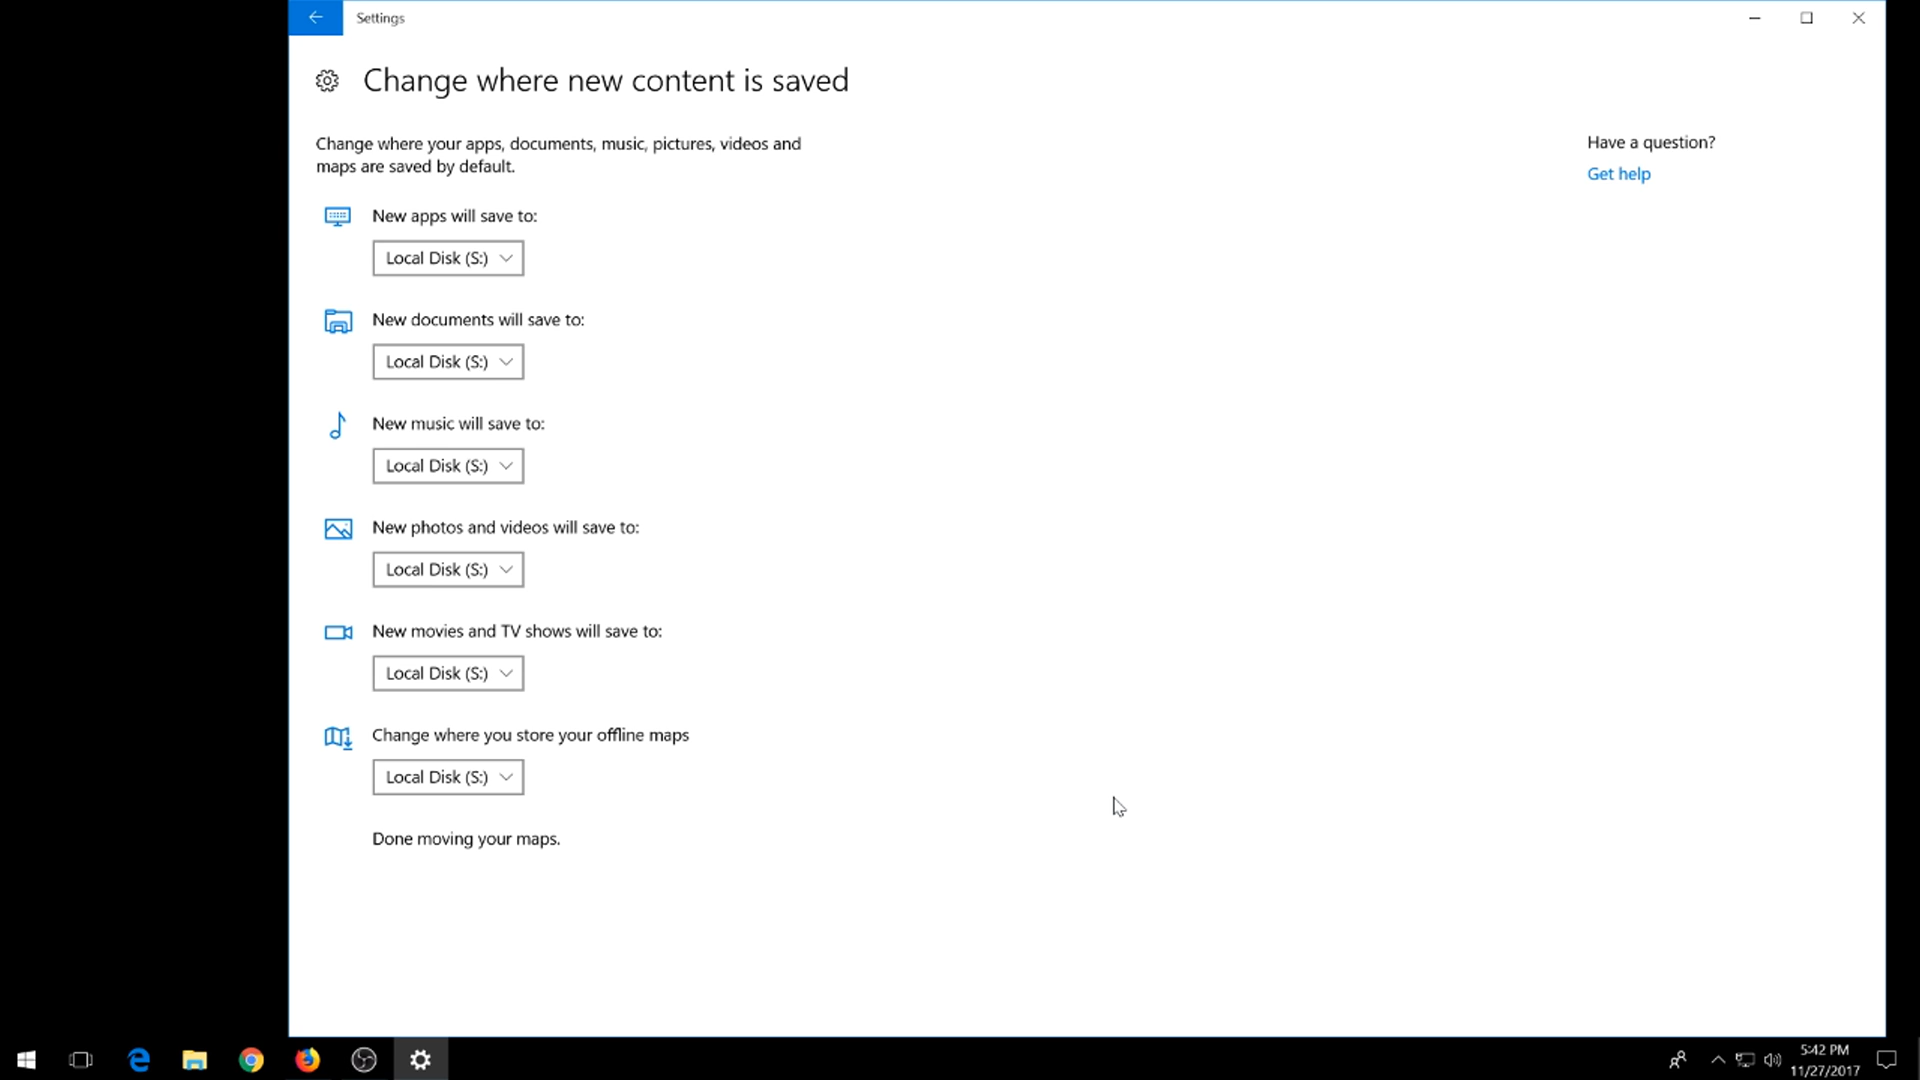 Settings
Change where new content is saved
Change where your apps, documents, music, pictures, videos and
maps are saved by default.
Have a question?
Get help
New apps will save to:
Local Disk (S:)
New documents will save to:
Local Disk (S:)
New music will save to:
Local Disk (S:)
New photos and videos will save to:
Local Disk (S:)
New movies and TV shows will save to:
Local Disk (S:)
Change where you store your offline maps
Local Disk (S:)
Done moving your maps.
5:42 PM
11/27/2017